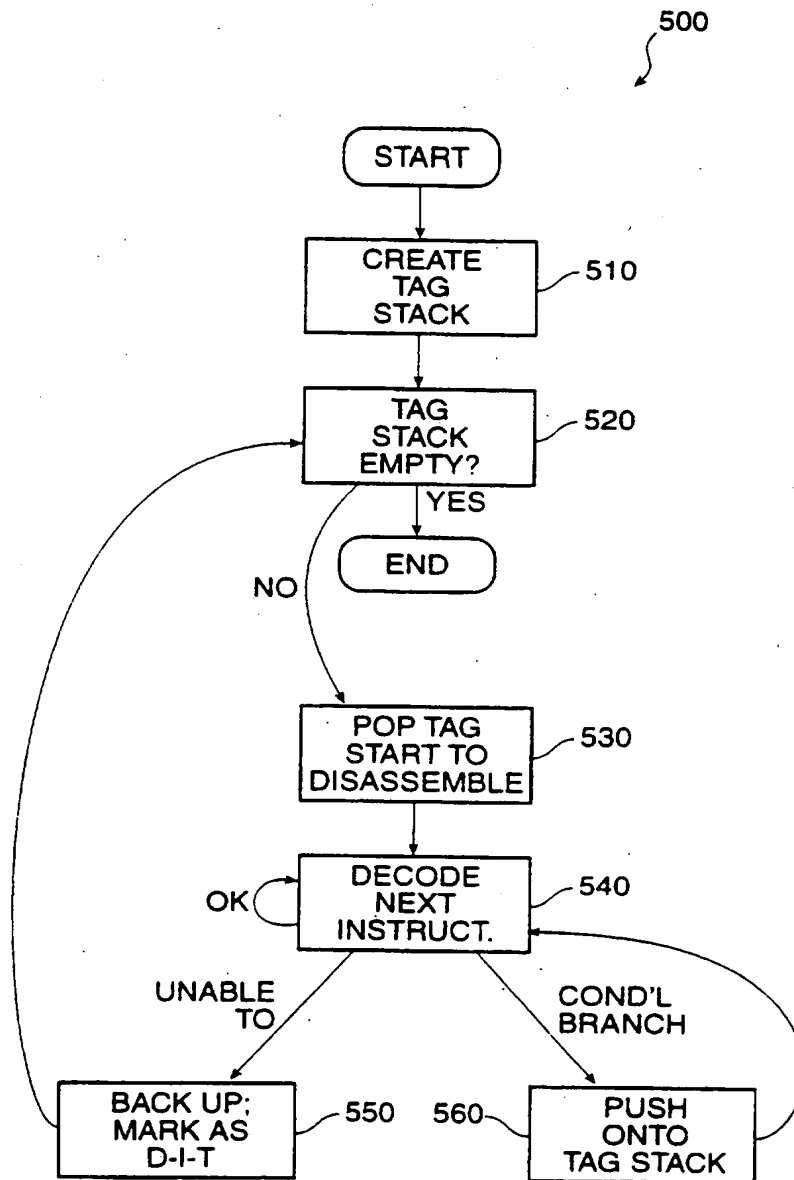 500
START
CREATE
TAG
STACK
510
TAG
STACK
EMPTY?
520
YES
END
NO
POP TAG
START TO
DISASSEMBLE
530
DECODE
NEXT
INSTRUCT.
540
OK
UNABLE
TO
COND'L
BRANCH
BACK UP;
MARK AS
D-I-T
550
560
PUSH
ONTO
TAG STACK